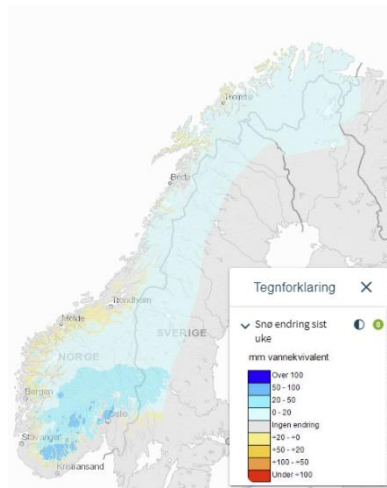 Tromsø
Bodø
Trondheim
Molde
SVERIGE
NORGE
Bergen
Oslo
Stavanger
Kristiansand
Tegnforklaring
Snø endring sist
uke
mm vannekvivalent
Over 100
50 - 100
20 - 50
0 - 20
Ingen endring
÷20 - ÷0
÷50 - ÷20
÷100 - ÷50
Under ÷100